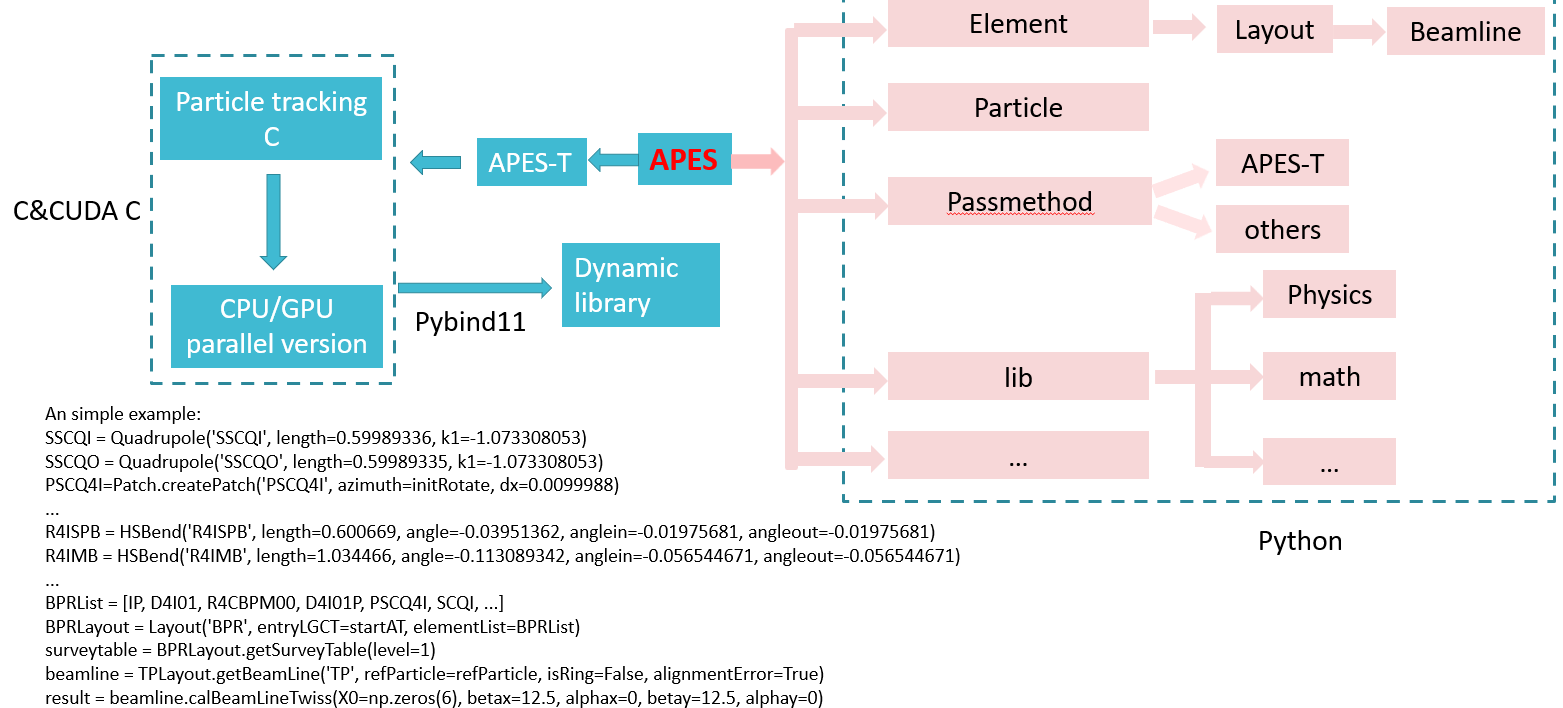 Element
Layout
Beamline
Particle tracking
C
Particle
APES-T
APES
APES-T
Passmethod
C&CUDA C
others
Dynamic
library
CPU/GPU
parallel version
Pybind11
Physics
lib
math
...
...
Python
An simple example:
SSCQI = Quadrupole('SSCQI', length=0.59989336, k1=-1.073308053)
SSCQO = Quadrupole('SSCQO', length=0.59989335, k1=-1.073308053)
PSCQ4I=Patch.createPatch('PSCQ4I', azimuth=initRotate, dx=0.0099988)
...
R4ISPB = HSBend('R4ISPB', length=0.600669, angle=-0.03951362, anglein=-0.01975681, angleout=-0.01975681)
R4IMB = HSBend('R4IMB', length=1.034466, angle=-0.113089342, anglein=-0.056544671, angleout=-0.056544671)
...
BPRList = [IP, D4I01, R4CBPM00, D4I01P, PSCQ4I, SCQI, ...]
BPRLayout = Layout('BPR', entryLGCT=startAT, elementList=BPRList)
surveytable = BPRLayout.getSurveyTable(level=1)
beamline = TPLayout.getBeamLine('TP', refParticle=refParticle, isRing=False, alignmentError=True)
result = beamline.calBeamLineTwiss(X0=np.zeros(6), betax=12.5, alphax=0, betay=12.5, alphay=0)